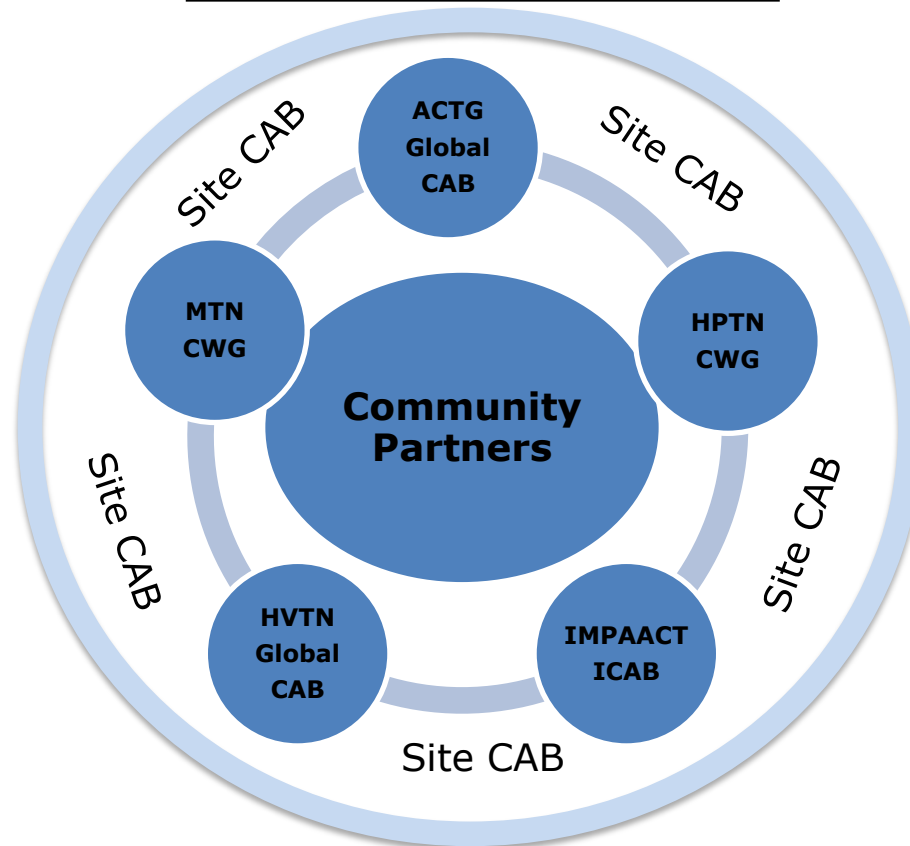 ACTG
Global
CAB
Site CAB
Site CAB
MTN
CWG
HPTN
CWG
Community
Partners
Site CAB
Site CAB
HVTN
Global
CAB
IMPAACT
ICAB
Site CAB